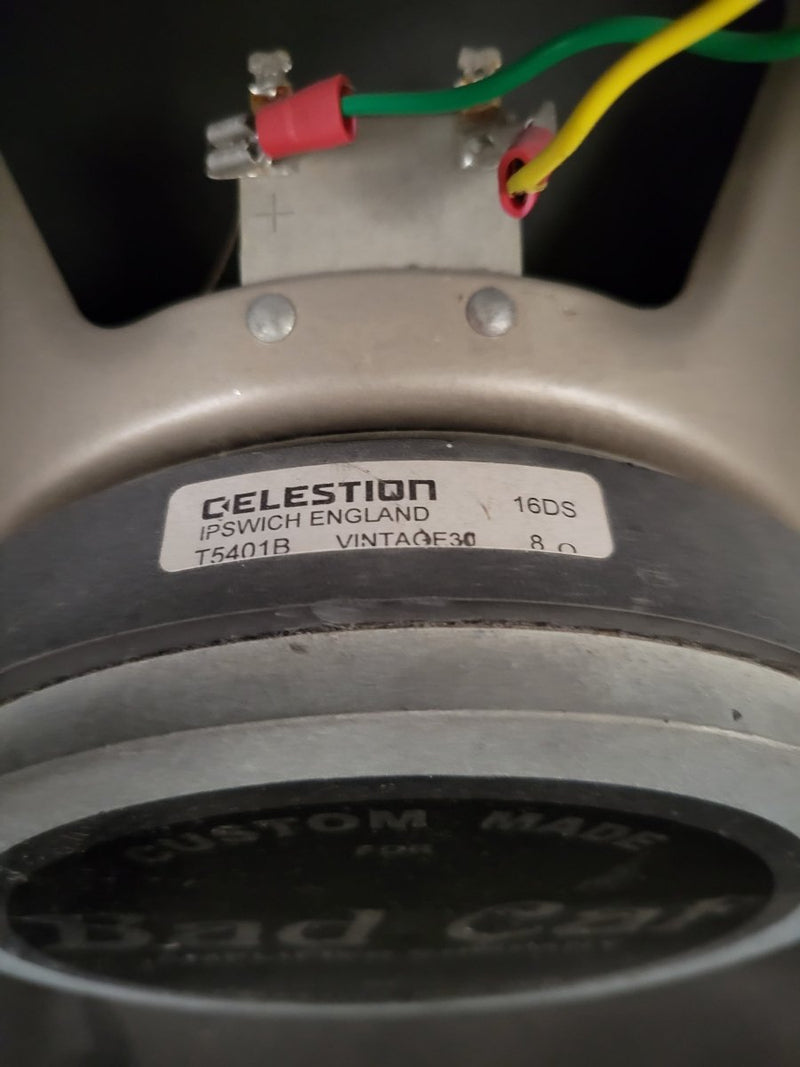 +
CELESTION
16DS
IPSWICH ENGLAND
T5401B VINTAGE30 8 Ω
CUSTOM MADE
FOR
Bad Cat